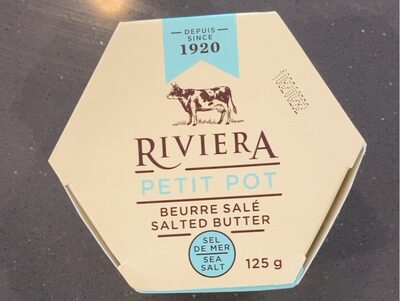 DEPUIS
SINCE
1920
RIVIERA
PETIT POT
BEURRE SALÉ
SALTED BUTTER
SEL
DE MER
SEA
SALT
125 g